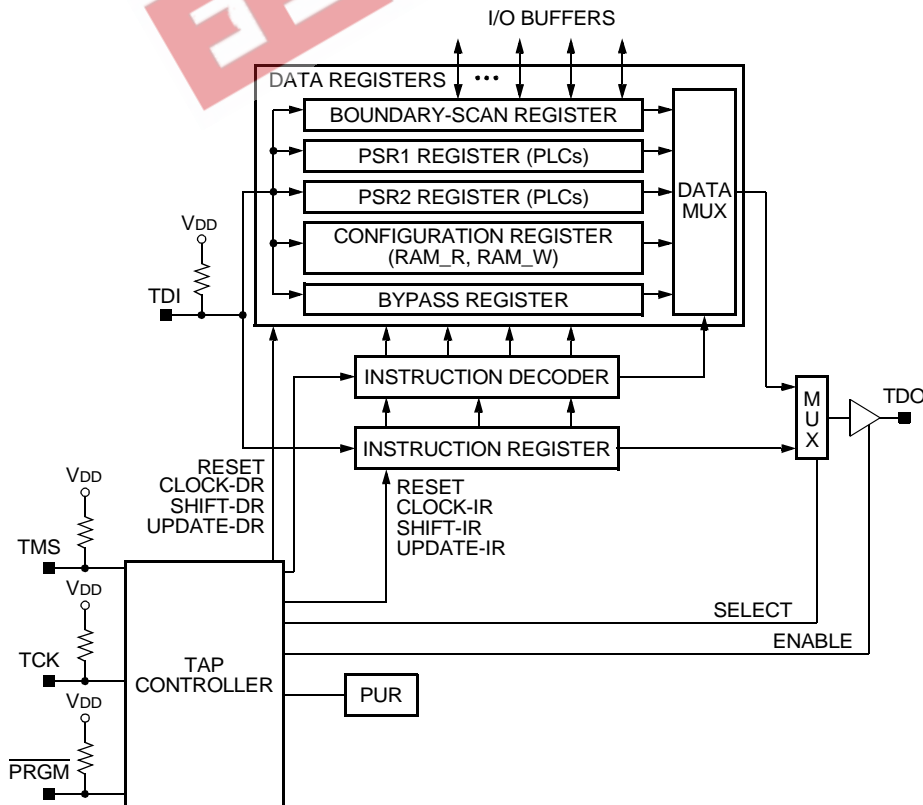 I/O BUFFERS
DATA REGISTERS
BOUNDARY-SCAN REGISTER
PSR1 REGISTER (PLCs)
PSR2 REGISTER (PLCs)
CONFIGURATION REGISTER
(RAM_R, RAM_W)
BYPASS REGISTER
DATA
MUX
VDD
TDI
INSTRUCTION DECODER
INSTRUCTION REGISTER
M
U
X
TDO
RESET
CLOCK-DR
SHIFT-DR
UPDATE-DR
RESET
CLOCK-IR
SHIFT-IR
UPDATE-IR
VDD
TMS
VDD
TCK
VDD
PRGM
TAP
CONTROLLER
SELECT
ENABLE
PUR